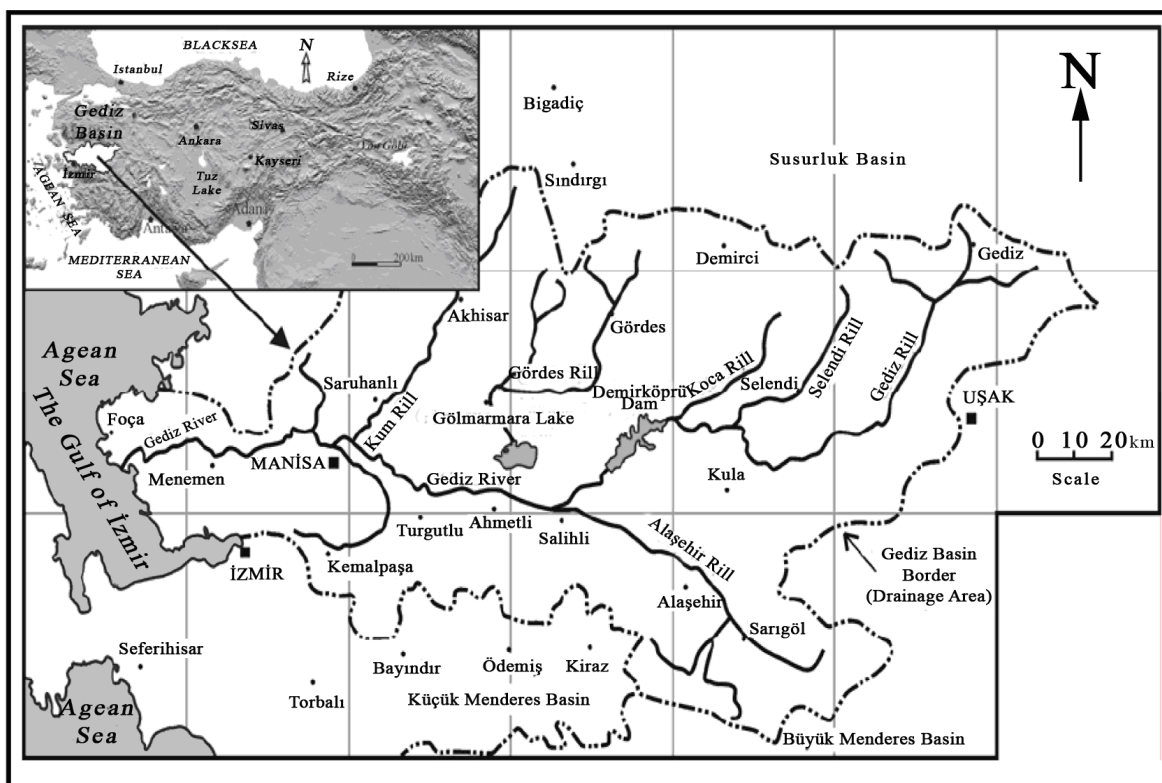 BLACKSEA
N
Istanbul
Rize
Gediz
Basin
Ankara
Sivas
Kayseri
İzmir
Tuz
Lake
AGEAN SEA
Adana
Antalya
MEDITERRANEAN
SEA
0 200km
N
Bigadiç
Susurluk Basin
Sındırgı
Demirci
Gediz
Akhisar
Gördes
Agean
Sea
Saruhanlı
Gördes Rill
Demirköprü
Dam
Koca Rill
Selendi
Selendi Rill
Gediz Rill
UŞAK
Foça
Gediz River
Kum Rill
Gölmarmara Lake
0 10 20km
Scale
The Gulf of İzmir
Menemen
MANİSA
Gediz River
Kula
Turgutlu
Ahmetli
Salihli
Alaşehir Rill
Gediz Basin
Border
(Drainage Area)
İZMİR
Kemalpaşa
Alaşehir
Sarıgöl
Seferihisar
Bayındır
Ödemiş
Kiraz
Torbalı
Küçük Menderes Basin
Agean
Sea
Büyük Menderes Basin